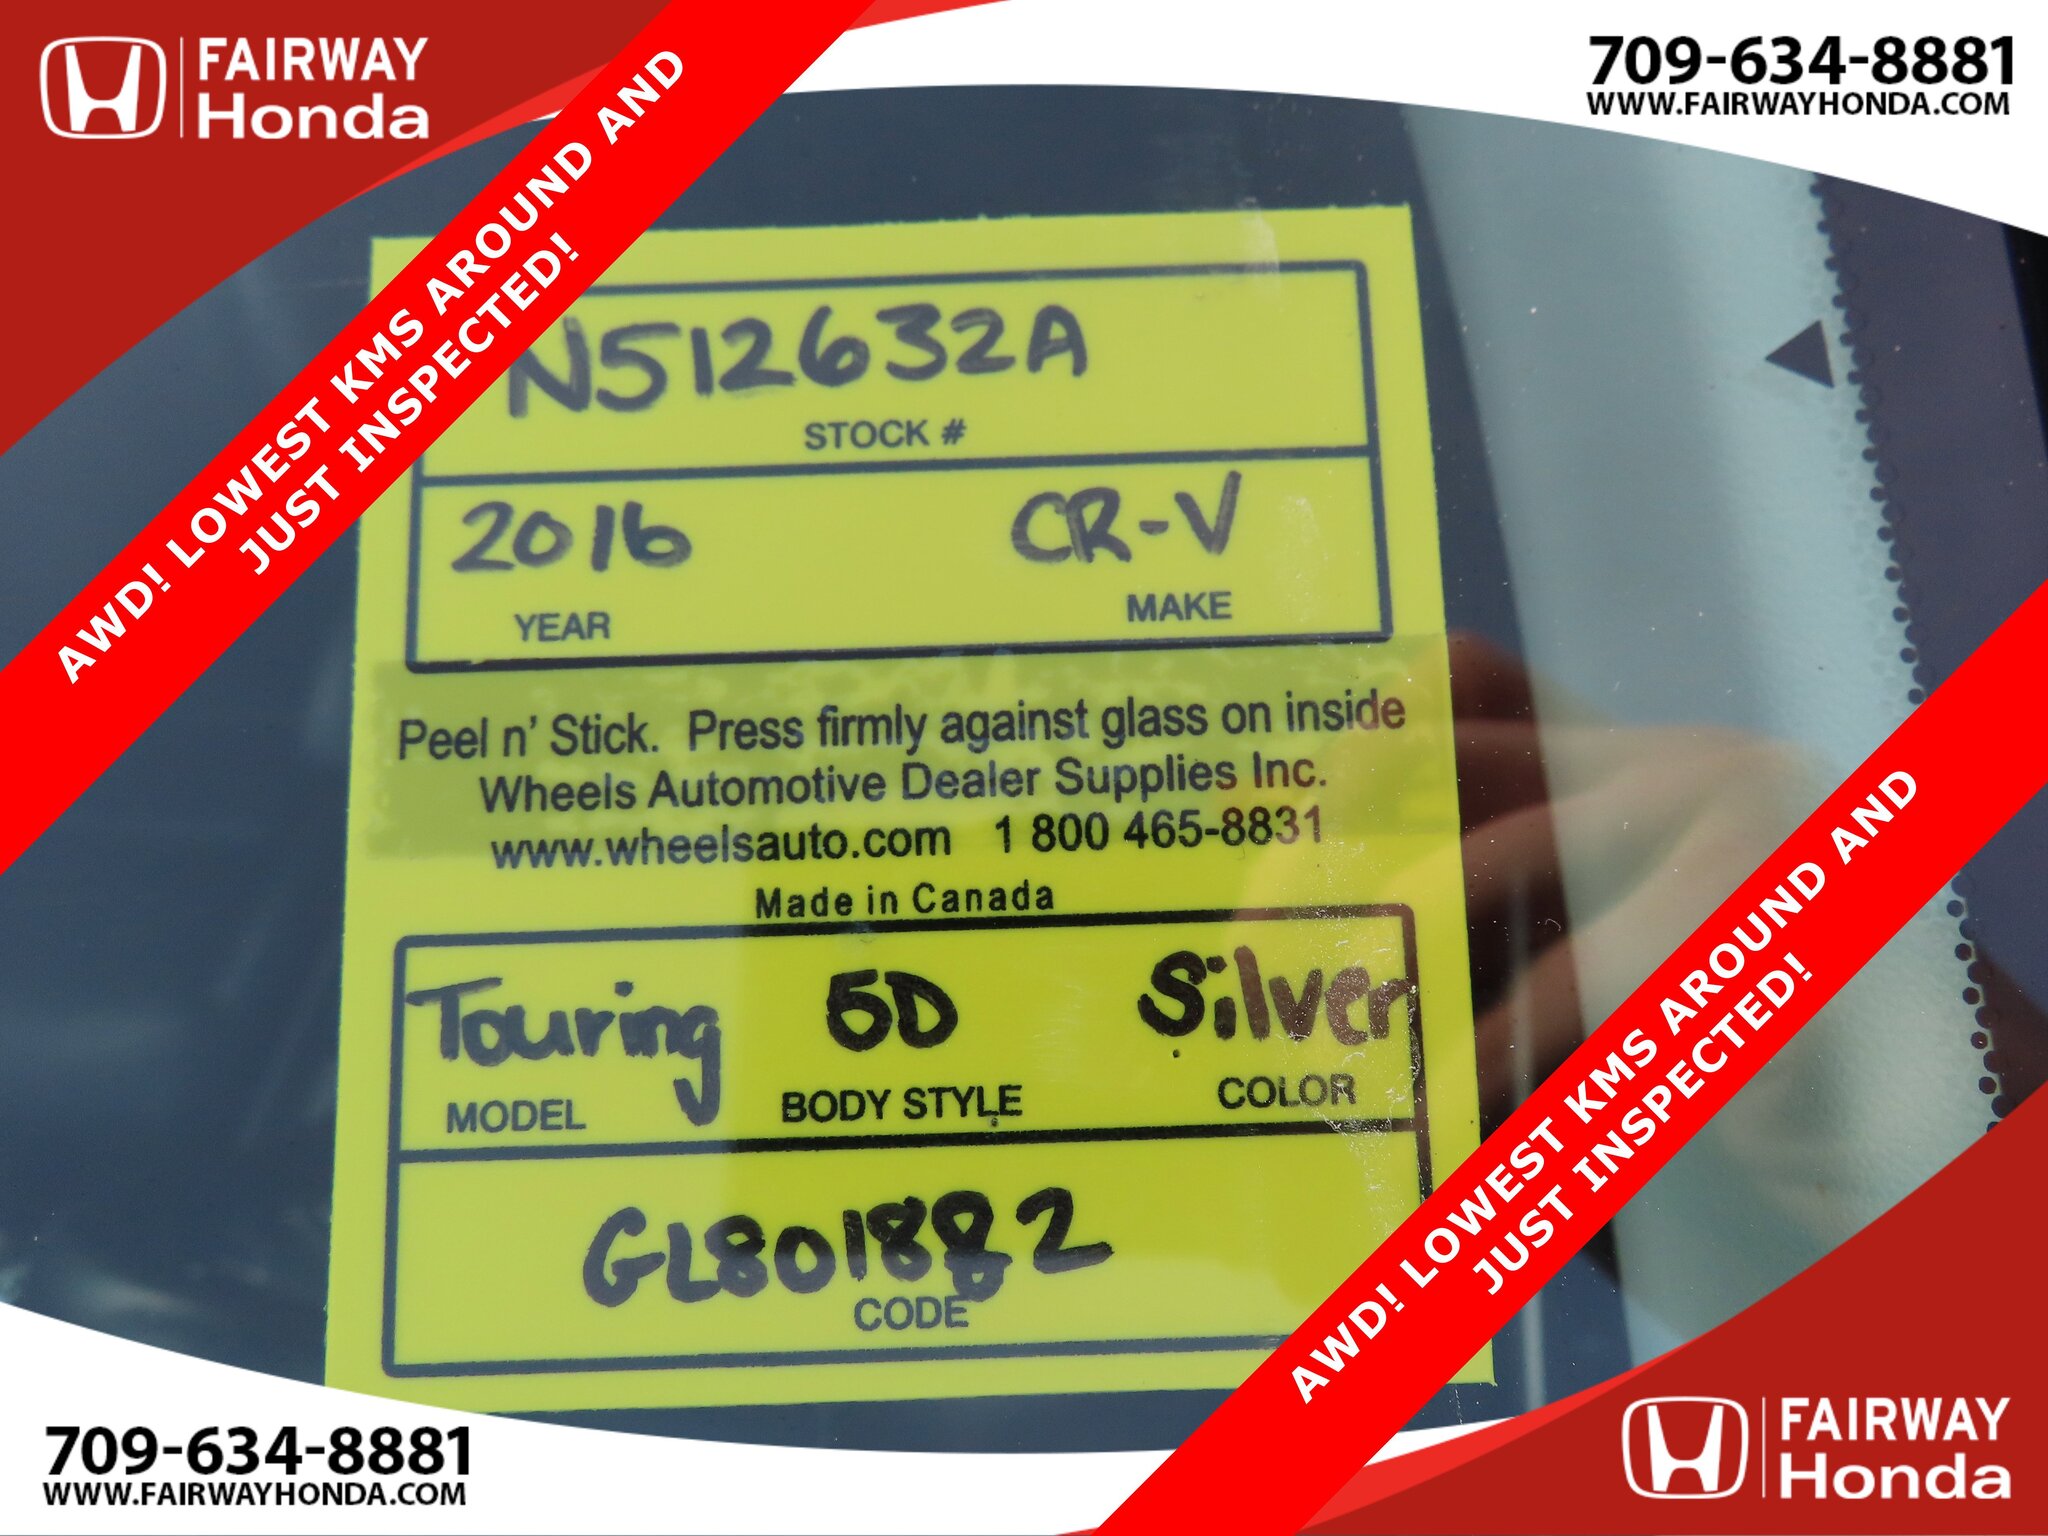 FAIRWAY
Honda
709-634-8881
WWW.FAIRWAYHONDA.COM
AWD! LOWEST KMS AROUND AND
JUST INSPECTED!
N512632A
STOCK #
2016 CR-V
YEAR MAKE
Peel n' Stick. Press firmly against glass on inside
Wheels Automotive Dealer Supplies Inc.
www.wheelsauto.com 1 800 465-8831
Made in Canada
Touring 5D Silver
MODEL BODY STYLE COLOR
GL801882
CODE
AWD! LOWEST KMS AROUND AND
JUST INSPECTED!
709-634-8881
WWW.FAIRWAYHONDA.COM
FAIRWAY
Honda